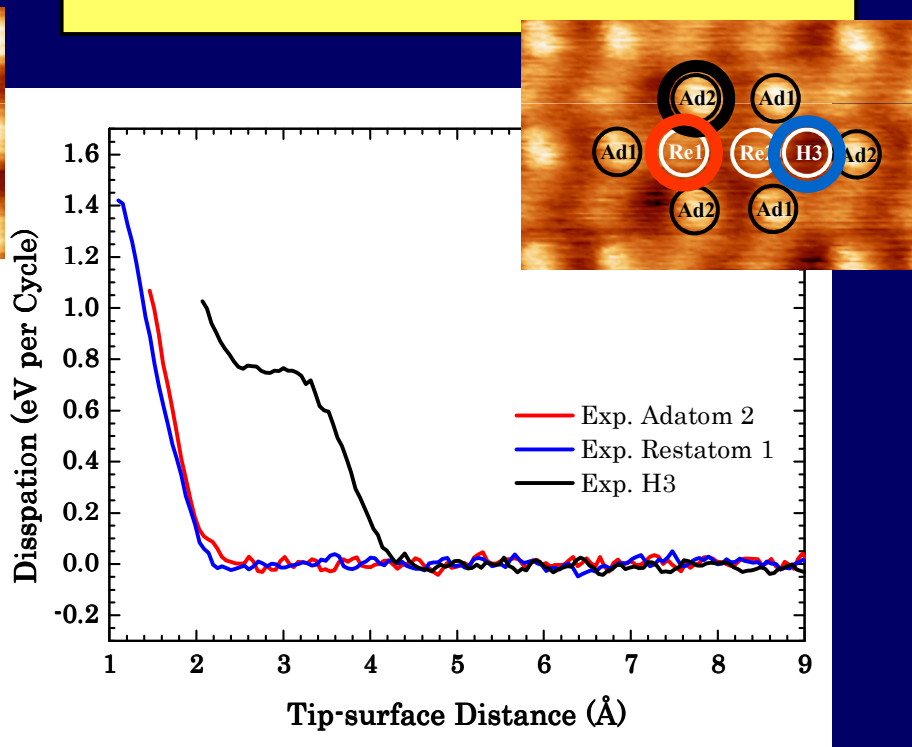 Ad2 Ad1
Ad1 Re1 Re2 H3 Ad2
Ad2 Ad1
1.6
1.4
1.2
1.0
0.8
0.6
0.4
0.2
0.0
-0.2
Disspation (eV per Cycle)
Exp. Adatom 2
Exp. Restatom 1
Exp. H3
1 2 3 4 5 6 7 8 9
Tip-surface Distance (Å)